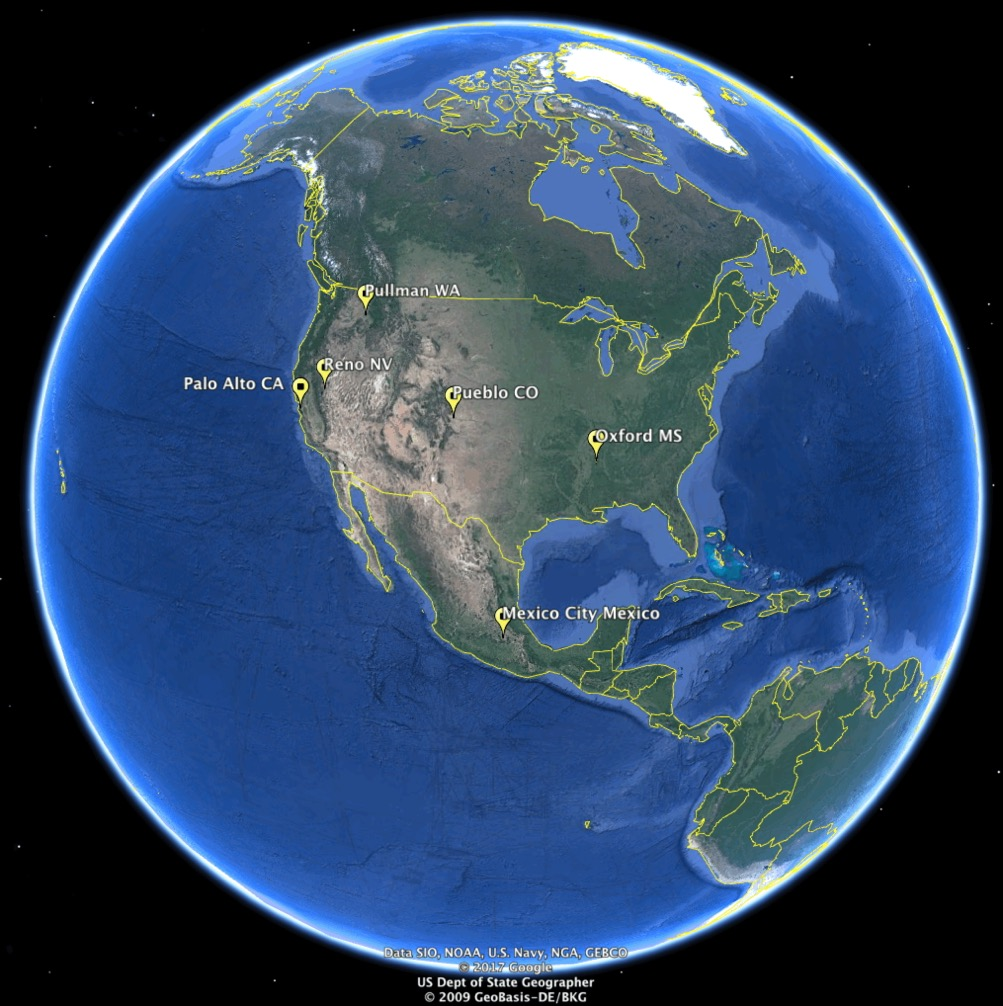 Pullman WA
Reno NV
Palo Alto CA
Pueblo CO
Oxford MS
Mexico City Mexico
Data SIO, NOAA, U.S. Navy, NGA, GEBCO
© 2017 Google
US Dept of State Geographer
© 2009 GeoBasis-DE/BKG